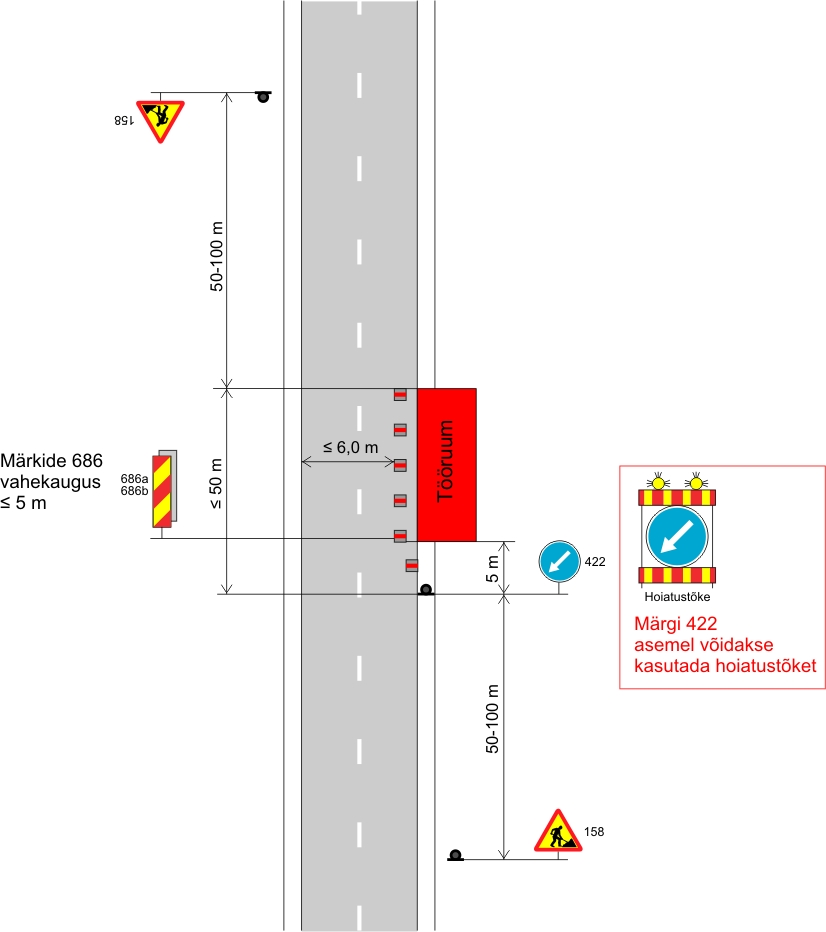 158
50-100 m
≤ 6,0 m
Tööruum
Märkide 686
vahekaugus
≤ 5 m
686a
686b
≤ 50 m
5 m
422
Hoiatustõke
Märgi 422
asemel võidakse
kasutada hoiatustõket
50-100 m
158